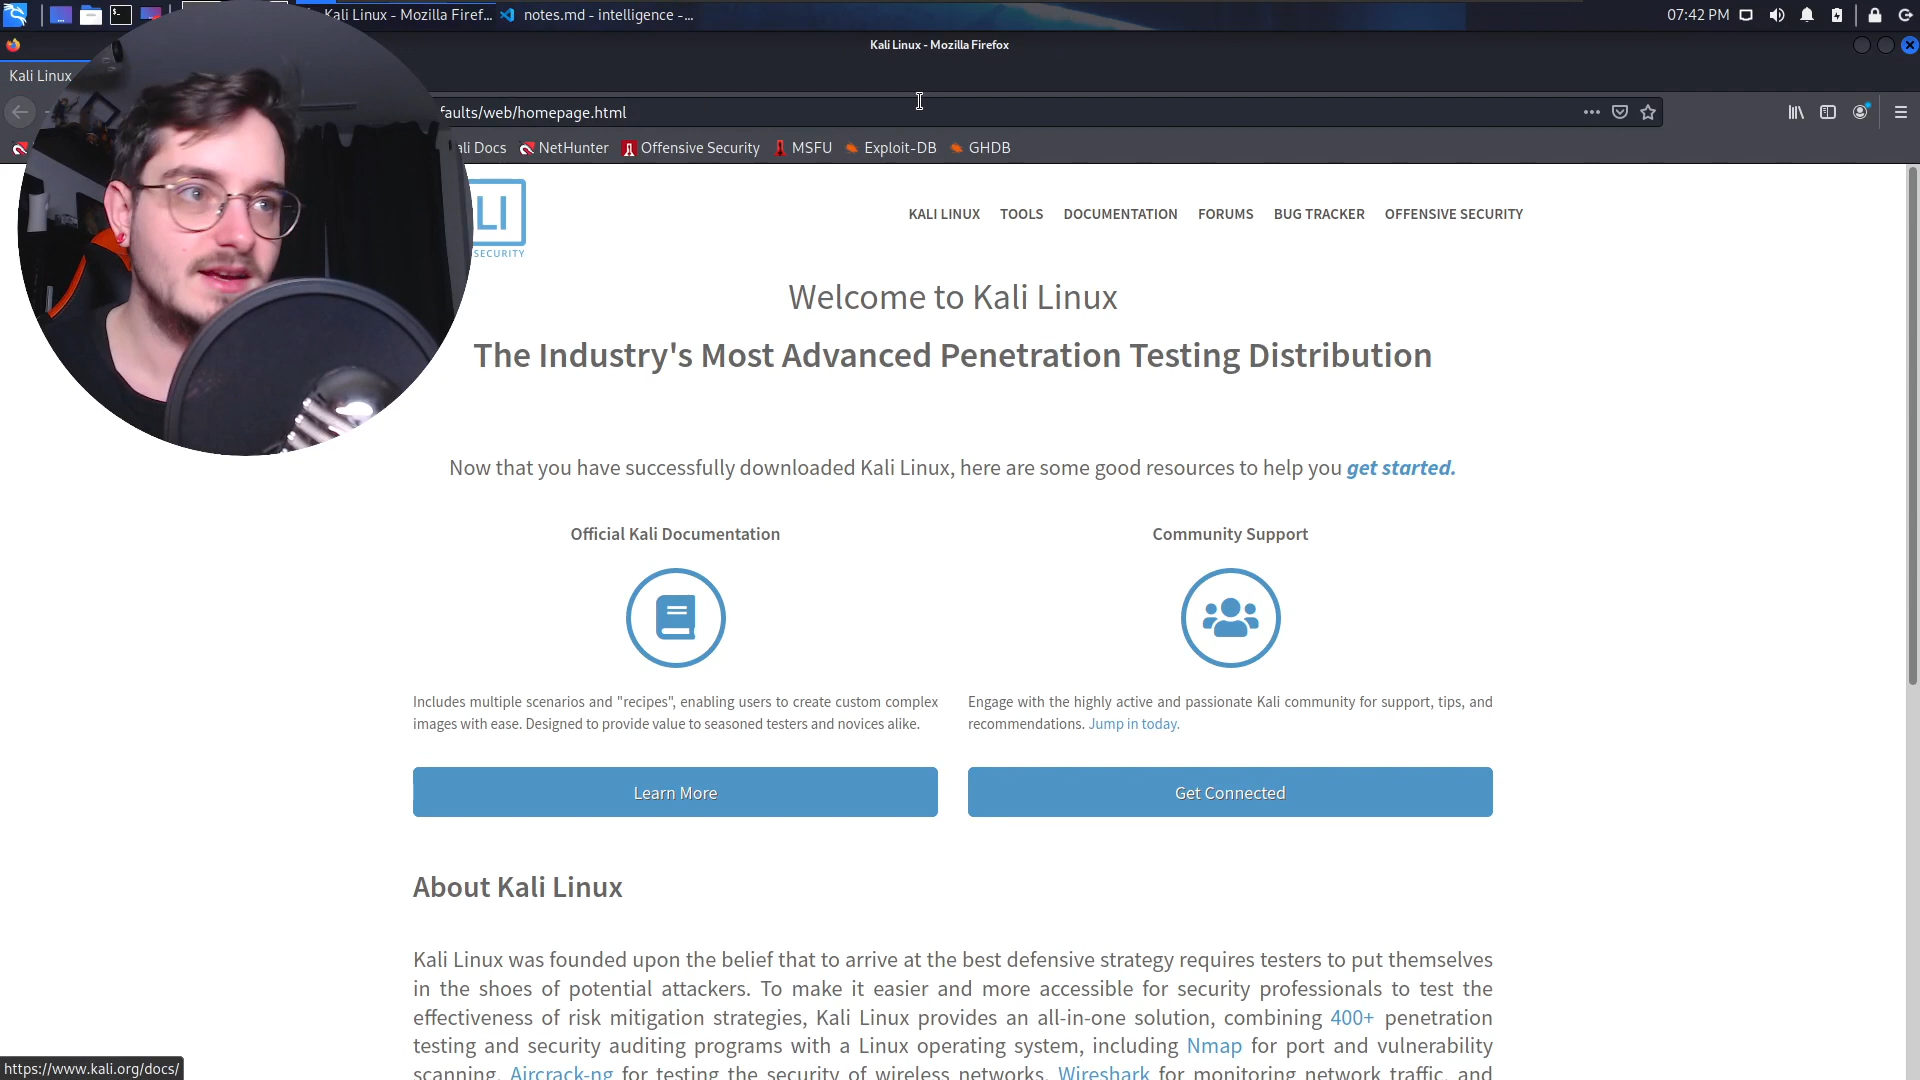 Kali Linux - Mozilla Firef... notes.md - intelligence -... 07:42 PM
Kali Linux - Mozilla Firefox
Kali Linux
faults/web/homepage.html
ali Docs NetHunter Offensive Security MSFU Exploit-DB GHDB
LI
SECURITY
KALI LINUX TOOLS DOCUMENTATION FORUMS BUG TRACKER OFFENSIVE SECURITY
Welcome to Kali Linux
The Industry's Most Advanced Penetration Testing Distribution
Now that you have successfully downloaded Kali Linux, here are some good resources to help you get started.
Official Kali Documentation
Includes multiple scenarios and "recipes", enabling users to create custom complex
images with ease. Designed to provide value to seasoned testers and novices alike.
Learn More
Community Support
Engage with the highly active and passionate Kali community for support, tips, and
recommendations. Jump in today.
Get Connected
About Kali Linux
Kali Linux was founded upon the belief that to arrive at the best defensive strategy requires testers to put themselves
in the shoes of potential attackers. To make it easier and more accessible for security professionals to test the
effectiveness of risk mitigation strategies, Kali Linux provides an all-in-one solution, combining 400+ penetration
testing and security auditing programs with a Linux operating system, including Nmap for port and vulnerability
scanning, Aircrack-ng for testing the security of wireless networks, Wireshark for monitoring network traffic, and
https://www.kali.org/docs/